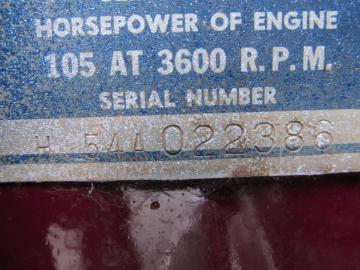 HORSEPOWER OF ENGINE
105 AT 3600 R.P.M.
SERIAL NUMBER
H 54A022386